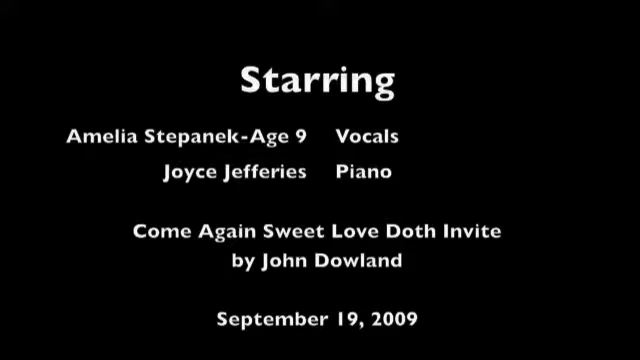 Starring
Amelia Stepanek-Age 9 Vocals
Joyce Jefferies Piano
Come Again Sweet Love Doth Invite
by John Dowland
September 19, 2009